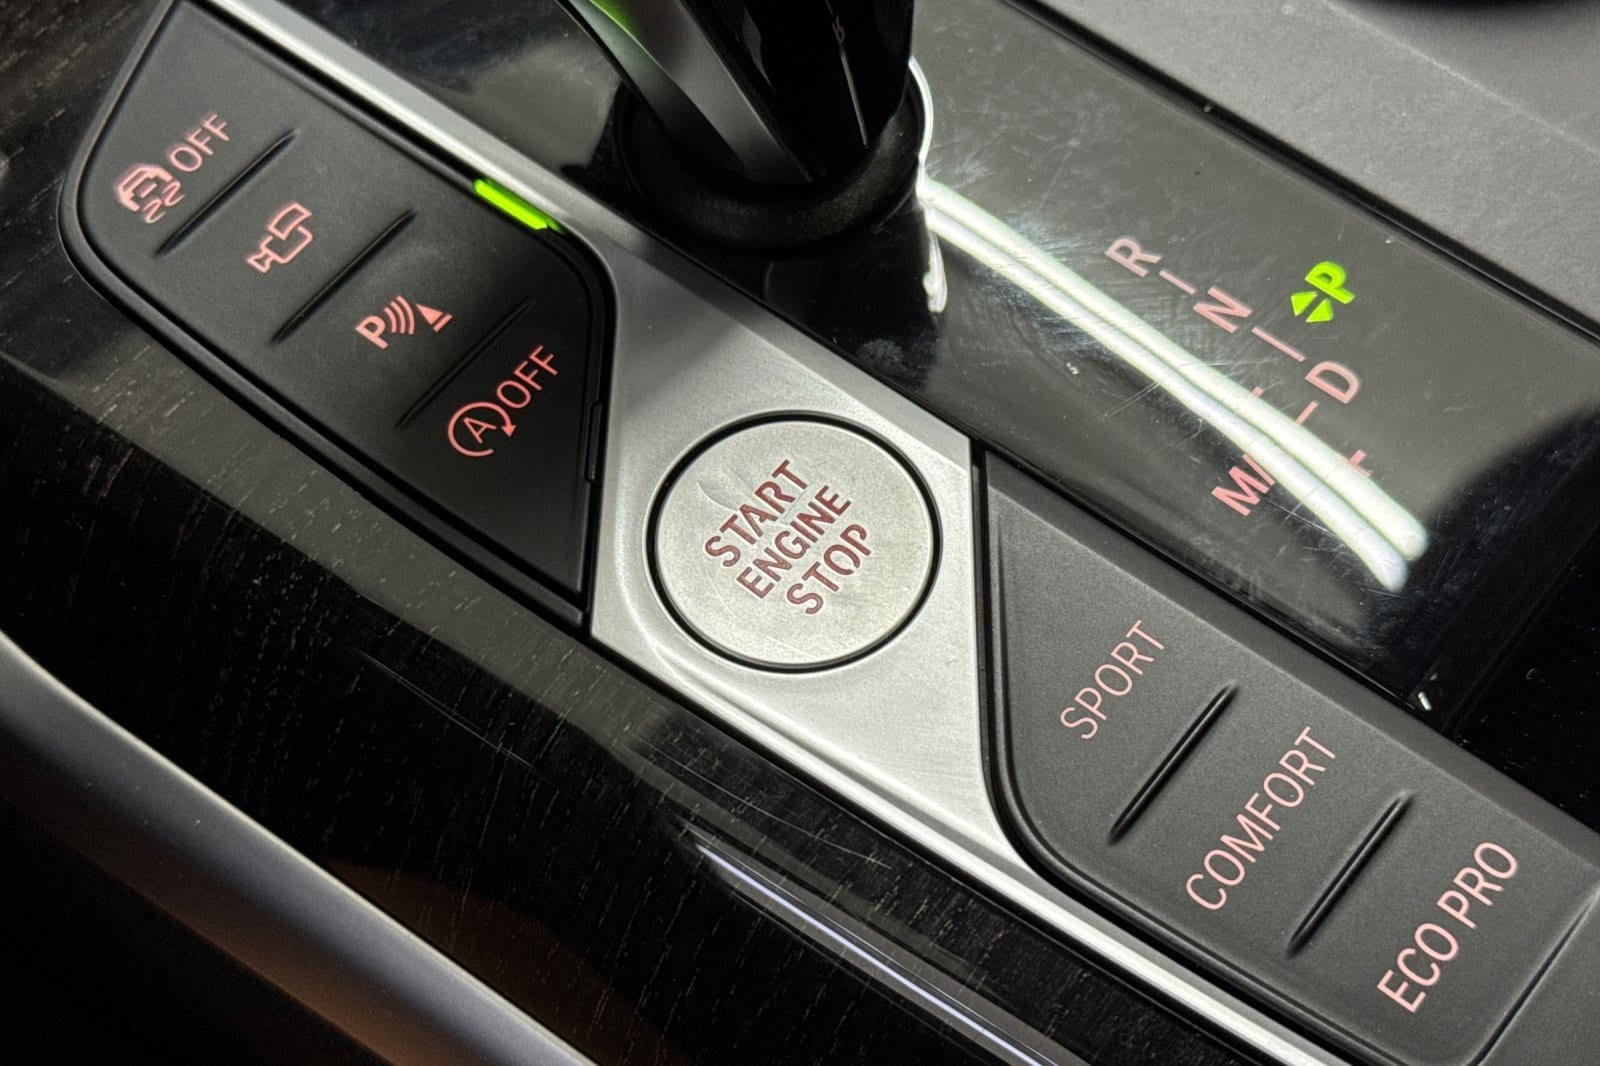 OFF
P
A OFF
START
ENGINE
STOP
R
N
D
M/
P
SPORT
COMFORT
ECO PRO